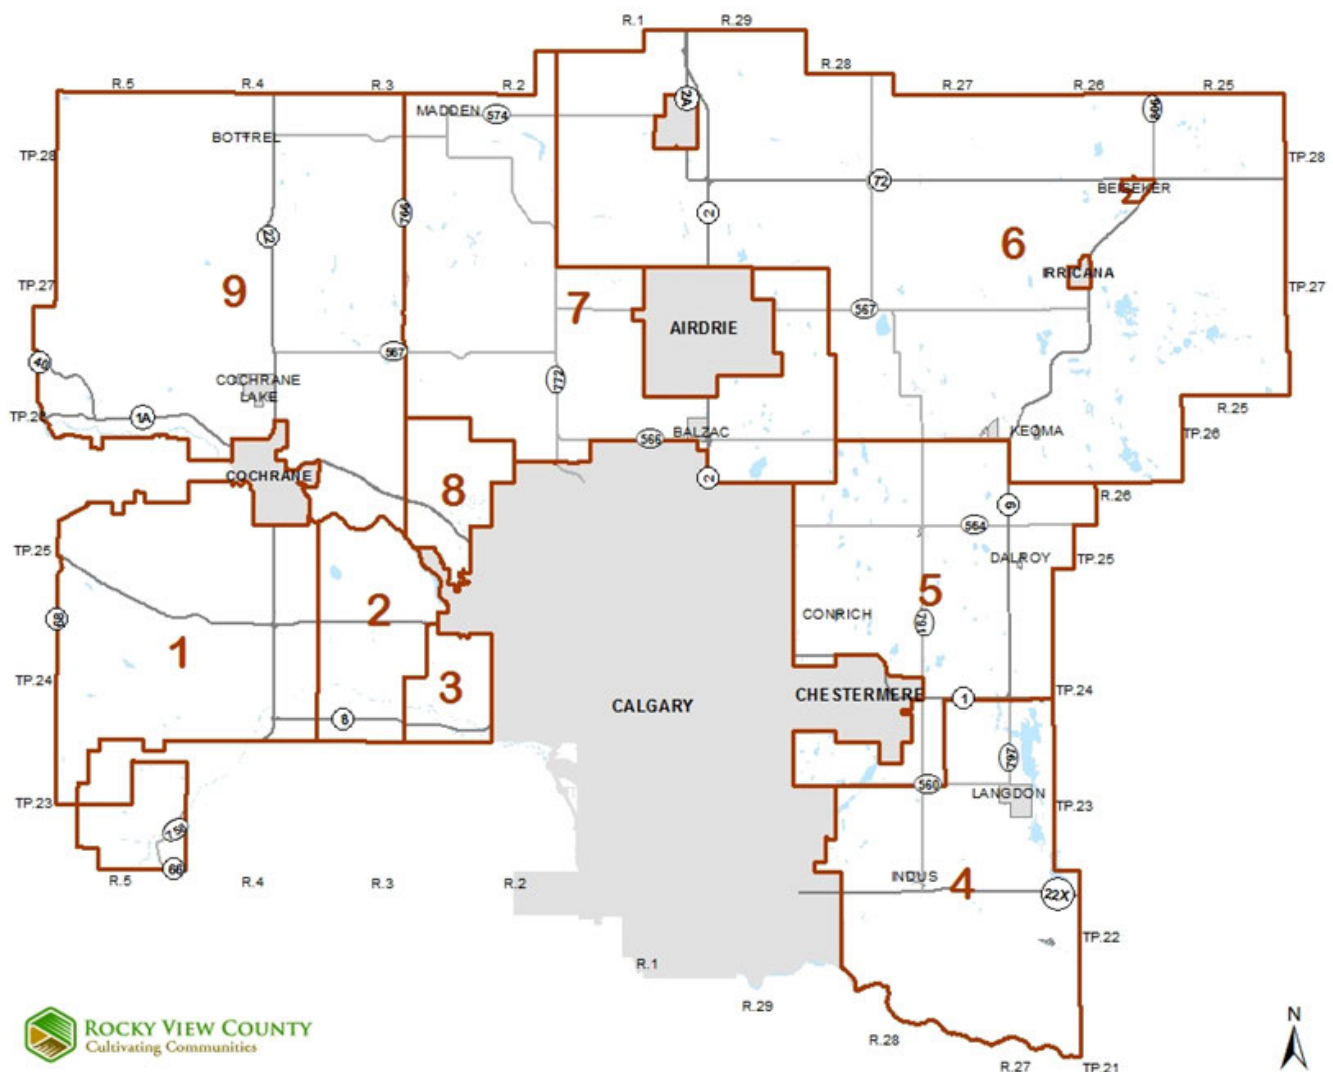 R.1
R.29
R.28
R.5
R.4
R.3
R.2
R.27
R.26
R.25
MADDEN
574
2A
806
BOTTREL
TP.28
TP.28
72
BEISEKER
766
2
22
6
IRRICANA
TP.27
9
7
TP.27
567
AIRDRIE
40
567
COCHRANE
LAKE
772
1A
R.25
KEOMA
TP.26
BALZAC
566
COCHRANE
2
8
R.26
9
564
TP.25
DALROY
TP.25
5
2
CONRICH
68
791
1
TP.24
3
CHESTERMERE
TP.24
1
CALGARY
8
797
560
LANGDON
TP.23
TP.23
758
66
R.5
R.4
R.3
R.2
INDUS
4
22X
TP.22
R.1
R.29
ROCKY VIEW COUNTY
Cultivating Communities
N
R.28
R.27
TP.21